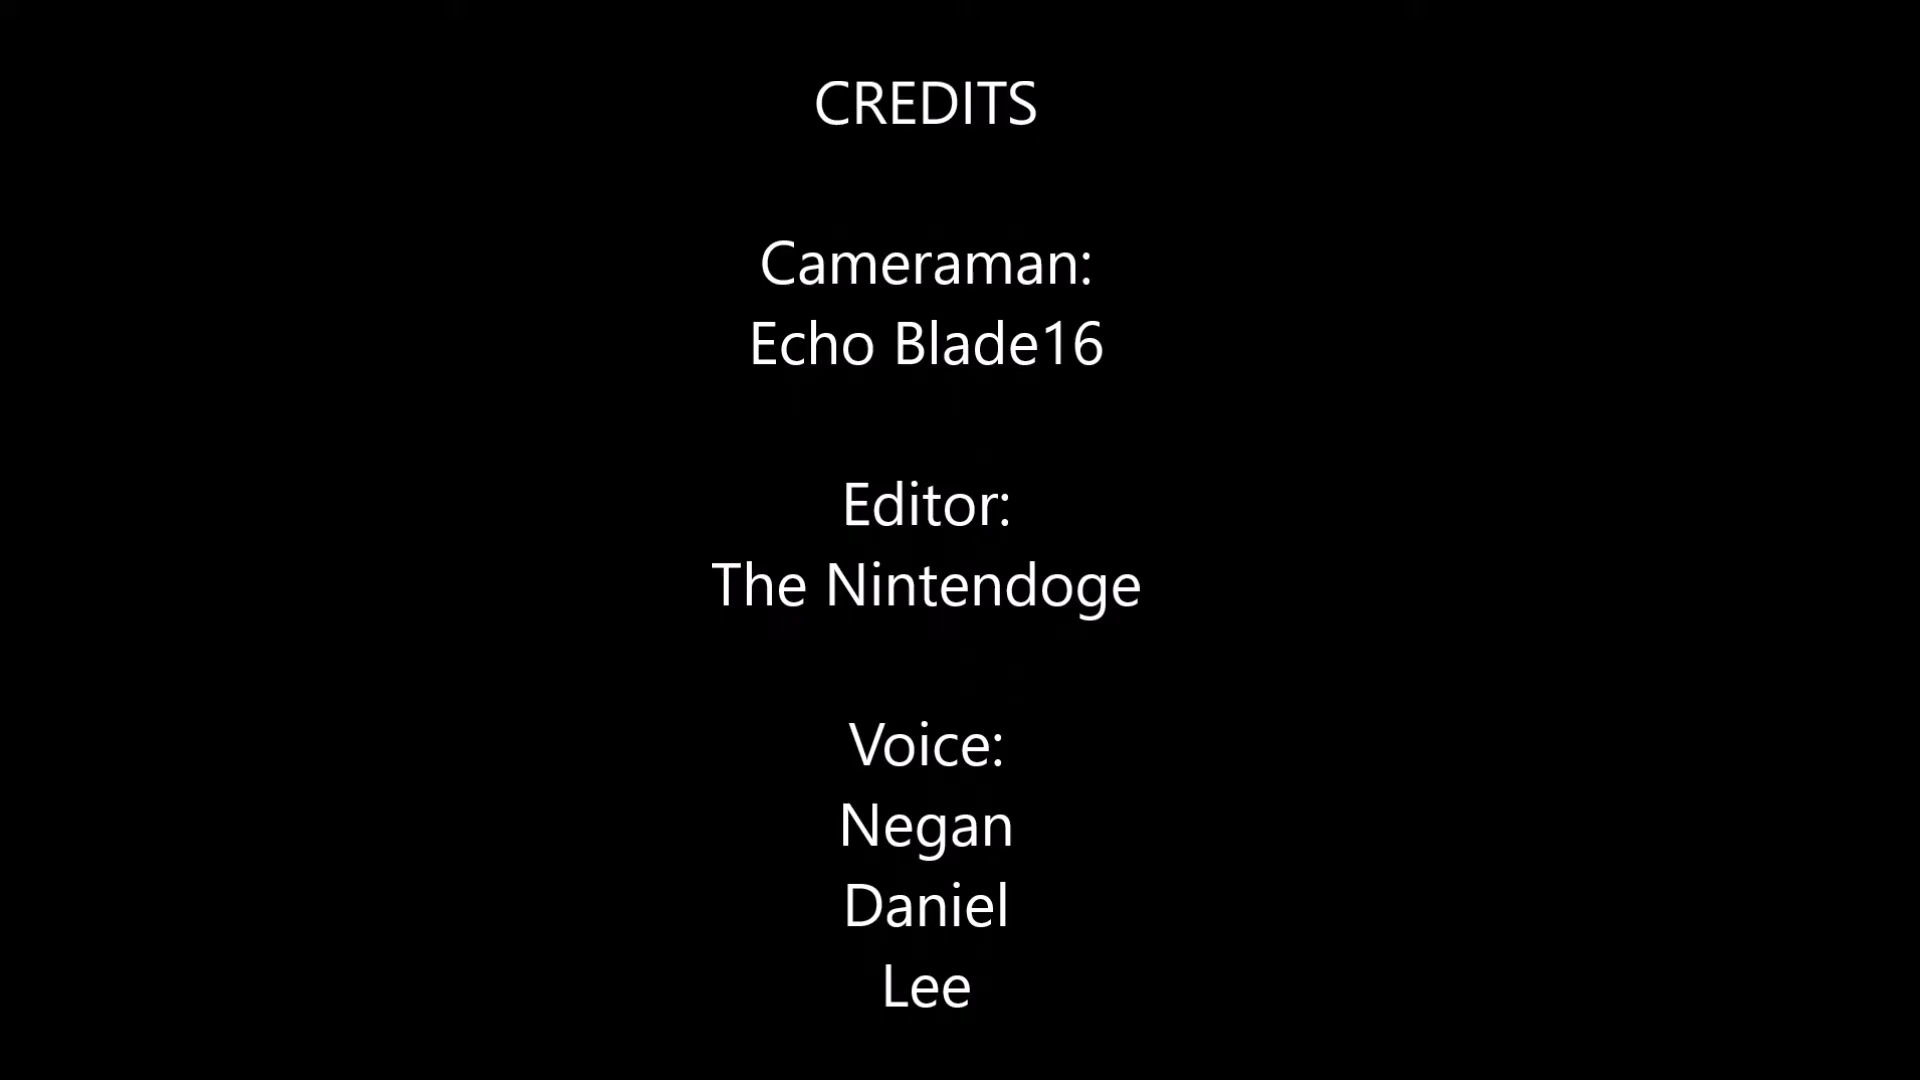 CREDITS
Cameraman:
Echo Blade16
Editor:
The Nintendoge
Voice:
Negan
Daniel
Lee